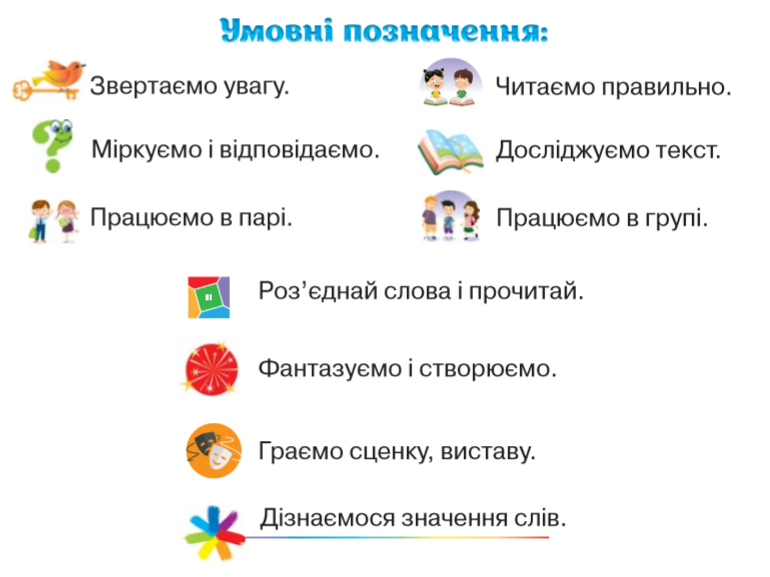 Умовні позначення:
Звертаємо увагу.
Читаємо правильно.
Міркуємо і відповідаємо.
Досліджуємо текст.
Працюємо в парі.
Працюємо в групі.
Роз’єднай слова і прочитай.
Фантазуємо і створюємо.
Граємо сценку, виставу.
Дізнаємося значення слів.